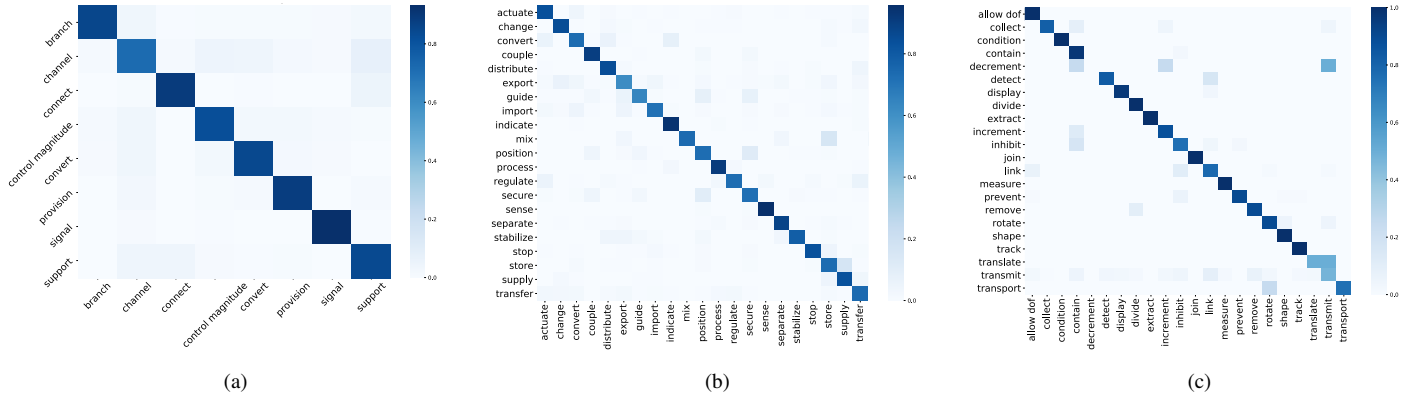 branch
channel
connect
control magnitude
convert
provision
signal
support
branch
channel
connect
control magnitude
convert
provision
signal
support
0.8
0.6
0.4
0.2
0.0
(a)
actuate
change
convert
couple
distribute
export
guide
import
indicate
mix
position
process
regulate
secure
sense
separate
stabilize
stop
store
supply
transfer
actuate
change
convert
couple
distribute
export
guide
import
indicate
mix
position
process
regulate
secure
sense
separate
stabilize
stop
store
supply
transfer
0.8
0.6
0.4
0.2
0.0
(b)
allow dof
collect
condition
contain
decrement
detect
display
divide
extract
increment
inhibit
join
link
measure
prevent
remove
rotate
shape
track
translate
transmit
transport
allow dof
collect
condition
contain
decrement
detect
display
divide
extract
increment
inhibit
join
link
measure
prevent
remove
rotate
shape
track
translate
transmit
transport
1.0
0.8
0.6
0.4
0.2
0.0
(c)